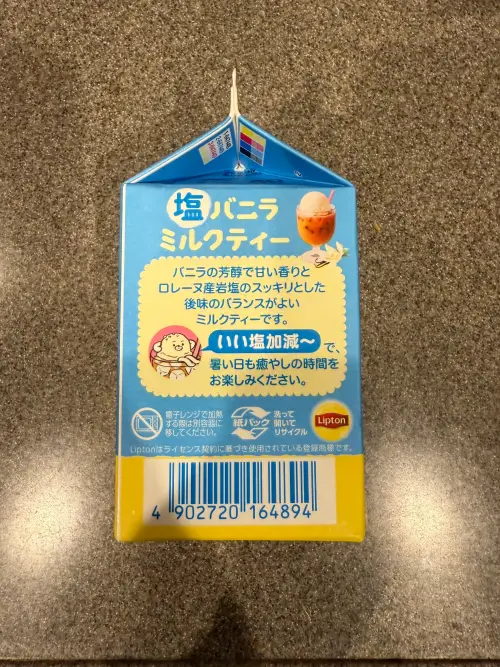 塩バニラ
ミルクティー
バニラの芳醇で甘い香りと
ロレーヌ産岩塩のスッキリとした
後味のバランスがよい
ミルクティーです。
いい塩加減〜で、
暑い日も癒やしの時間を
お楽しみください。
電子レンジで加熱
する際は別容器に
移してください。
紙パック
洗って
開いて
リサイクル
Lipton
Liptonはライセンス契約に基づき使用されている登録商標です。
4 902720 164894